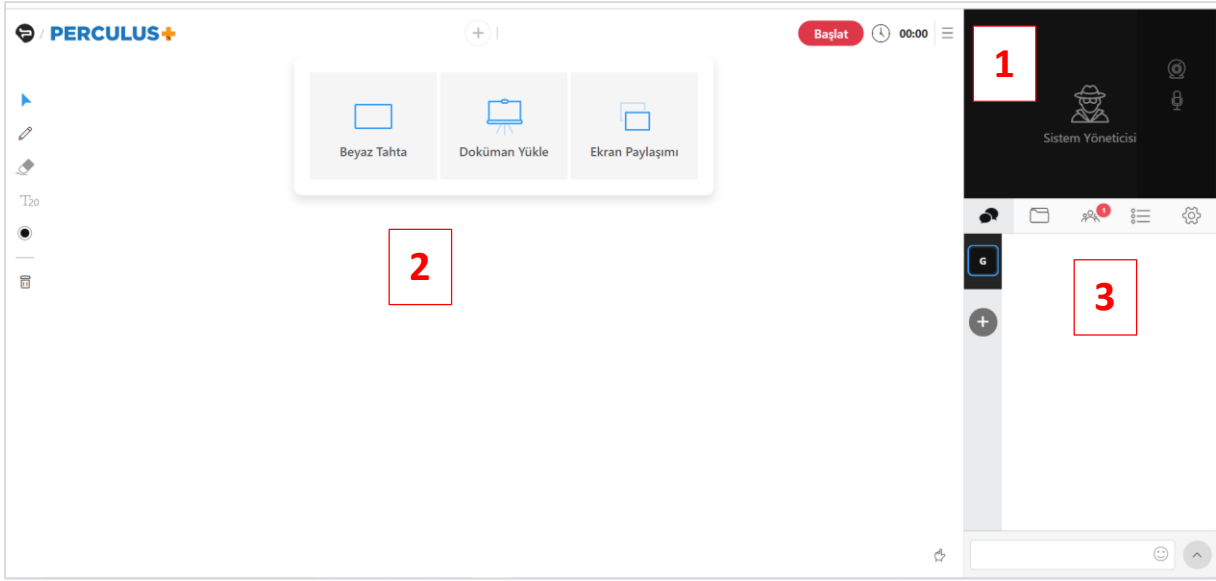 / PERCULUS+
Başlat 00:00
1
Sistem Yöneticisi
Beyaz Tahta Doküman Yükle Ekran Paylaşımı
T20
1
G
2
3